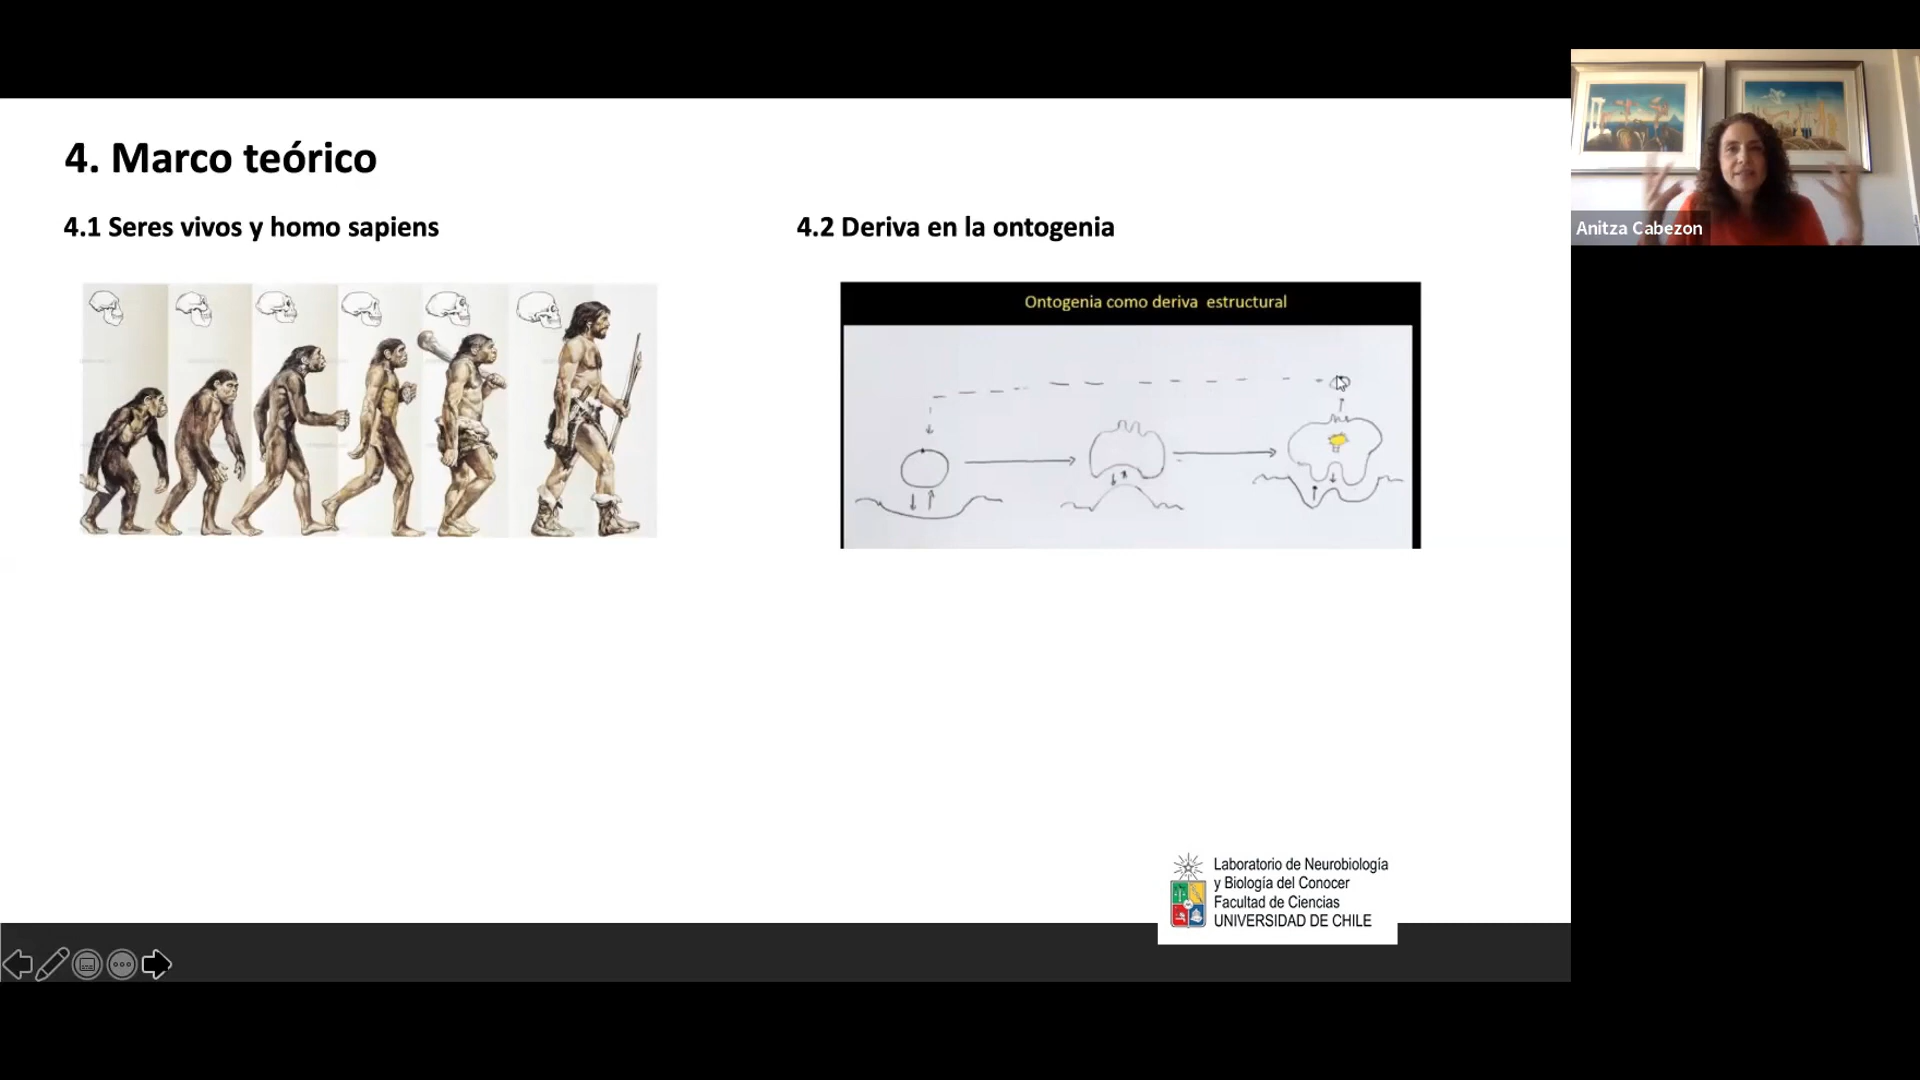 4. Marco teórico
4.1 Seres vivos y homo sapiens
4.2 Deriva en la ontogenia
Ontogenia como deriva estructural
Anitza Cabezon
Laboratorio de Neurobiología
y Biología del Conocer
Facultad de Ciencias
UNIVERSIDAD DE CHILE